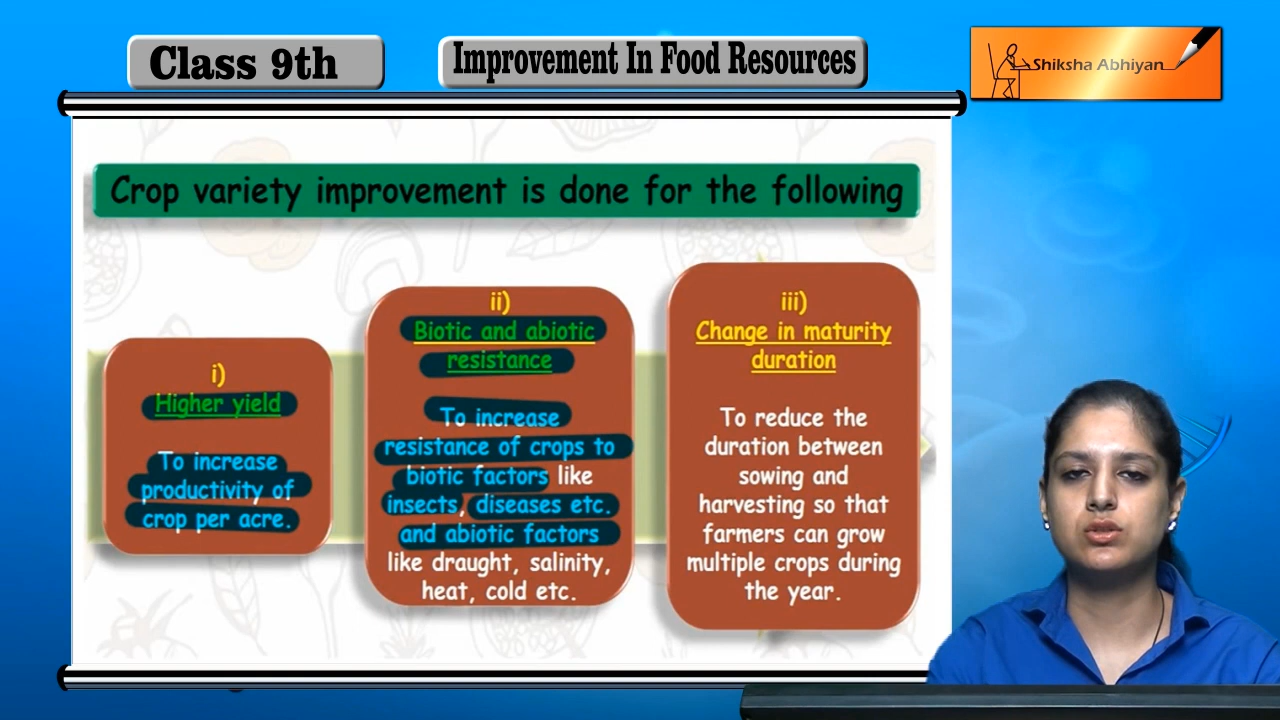 Class 9th
Improvement In Food Resources
Shiksha Abhiyan
Crop variety improvement is done for the following
i)
Higher yield
To increase
productivity of
crop per acre.
ii)
Biotic and abiotic
resistance
To increase
resistance of crops to
biotic factors like
insects, diseases etc.
and abiotic factors
like draught, salinity,
heat, cold etc.
iii)
Change in maturity
duration
To reduce the
duration between
sowing and
harvesting so that
farmers can grow
multiple crops during
the year.